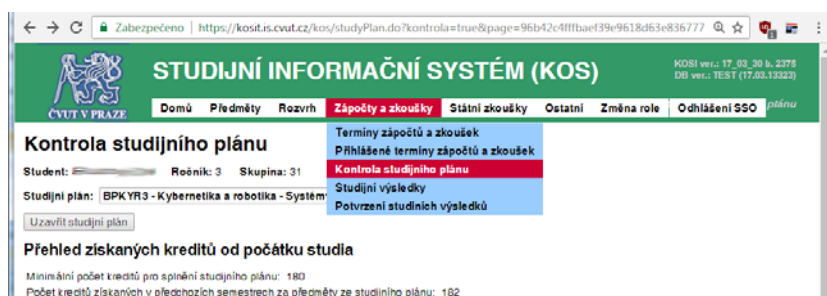 Zabezpečeno https://kosit.is.cvut.cz/kos/studyPlan.do?kontrola=true&page=96b42c4fffbaef39e9618d63e836777
STUDIJNÍ INFORMAČNÍ SYSTÉM (KOS)
KOSI ver.: 17_03_30 b. 2378
DB ver.: TEST (17.03.13323)
ČVUT V PRAZE
Domů Předměty Rozvrh Zápočty a zkoušky Státní zkoušky Ostatní Změna role Odhlášení SSO plánu
Termíny zápočtů a zkoušek
Přihlášené termíny zápočtů a zkoušek
Kontrola studijního plánu
Studijní výsledky
Potvrzení studiních výsledků
Kontrola studijního plánu
Student: Ročník: 3 Skupina: 31
Studijní plán: BPKYR3 - Kybernetika a robotika - Systém
Uzavřít studijní plán
Přehled získaných kreditů od počátku studia
Minimální počet kreditů pro splnění studijního plánu: 180
Počet kreditů získaných v předchozích semestrech za předměty ze studijního plánu: 182